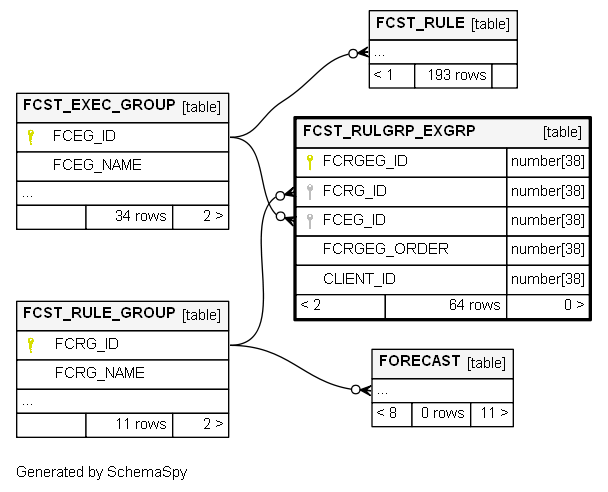 FCST_RULE [table]
...
< 1 193 rows
FCST_EXEC_GROUP [table]
FCEG_ID
FCEG_NAME
...
34 rows 2 >
FCST_RULGRP_EXGRP [table]
FCRGEG_ID number[38]
FCRG_ID number[38]
FCEG_ID number[38]
FCRGEG_ORDER number[38]
CLIENT_ID number[38]
< 2 64 rows 0 >
FCST_RULE_GROUP [table]
FCRG_ID
FCRG_NAME
...
11 rows 2 >
FORECAST [table]
...
< 8 0 rows 11 >
Generated by SchemaSpy